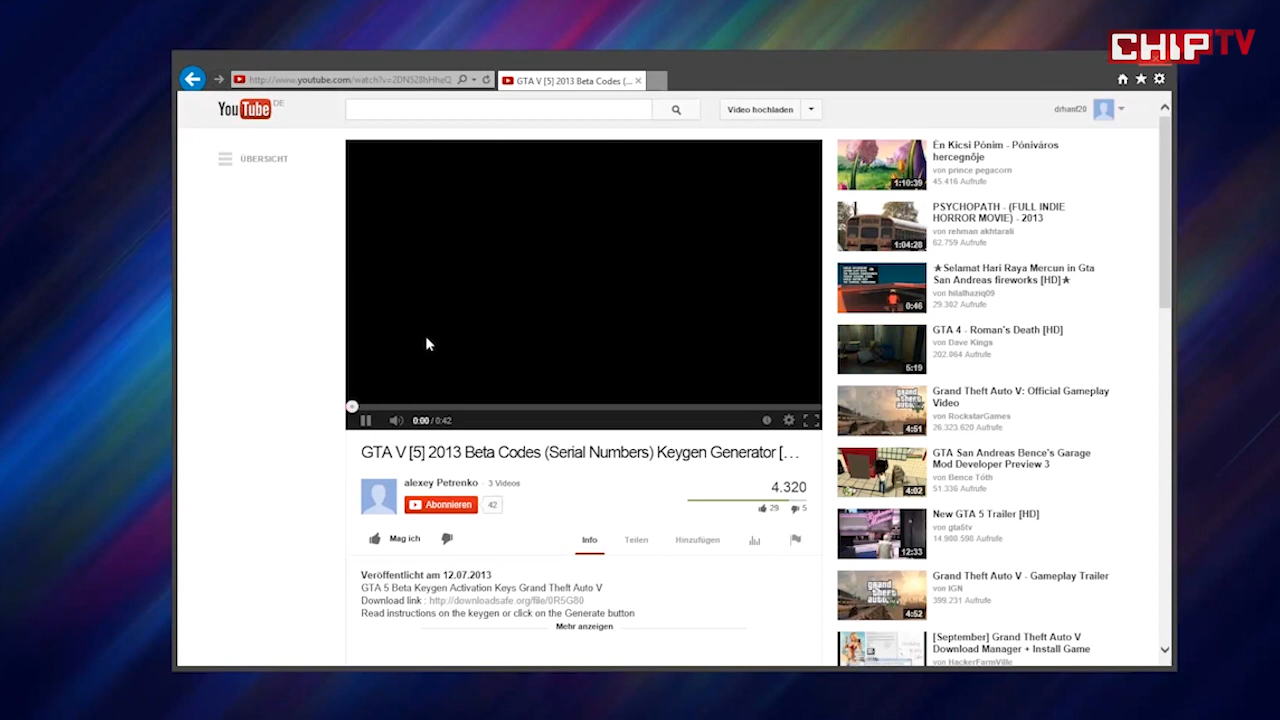 CHIP TV
http://www.youtube.com/watch?v=2DN528hHheQ
GTA V [5] 2013 Beta Codes (...
YouTube DE
Video hochladen
drhanf20
ÜBERSICHT
0:00 / 0:42
GTA V [5] 2013 Beta Codes (Serial Numbers) Keygen Generator [...
alexey Petrenko · 3 Videos
Abonnieren 42
4.320
29 5
Mag ich
Info Teilen Hinzufügen
Veröffentlicht am 12.07.2013
GTA 5 Beta Keygen Activation Keys Grand Theft Auto V
Download link : http://downloadsafe.org/file/0R5G80
Read instructions on the keygen or click on the Generate button
Mehr anzeigen
1:10:39
Én Kicsi Pónim - Póniváros
hercegnője
von prince pegacorn
45.416 Aufrufe
1:04:28
PSYCHOPATH - (FULL INDIE
HORROR MOVIE) - 2013
von rehman akhtarali
62.759 Aufrufe
0:46
★Selamat Hari Raya Mercun in Gta
San Andreas fireworks [HD]★
von hilalhaziq09
29.302 Aufrufe
5:19
GTA 4 - Roman's Death [HD]
von Dave Kings
202.064 Aufrufe
grand theft auto V
4:51
Grand Theft Auto V: Official Gameplay
Video
von RockstarGames
26.323.620 Aufrufe
4:02
GTA San Andreas Bence's Garage
Mod Developer Preview 3
von Bence Tóth
51.336 Aufrufe
12:33
New GTA 5 Trailer [HD]
von gta5tv
14.900.598 Aufrufe
grand theft auto V
4:52
Grand Theft Auto V - Gameplay Trailer
von IGN
399.231 Aufrufe
[September] Grand Theft Auto V
Download Manager + Install Game
von HackerFarmVille